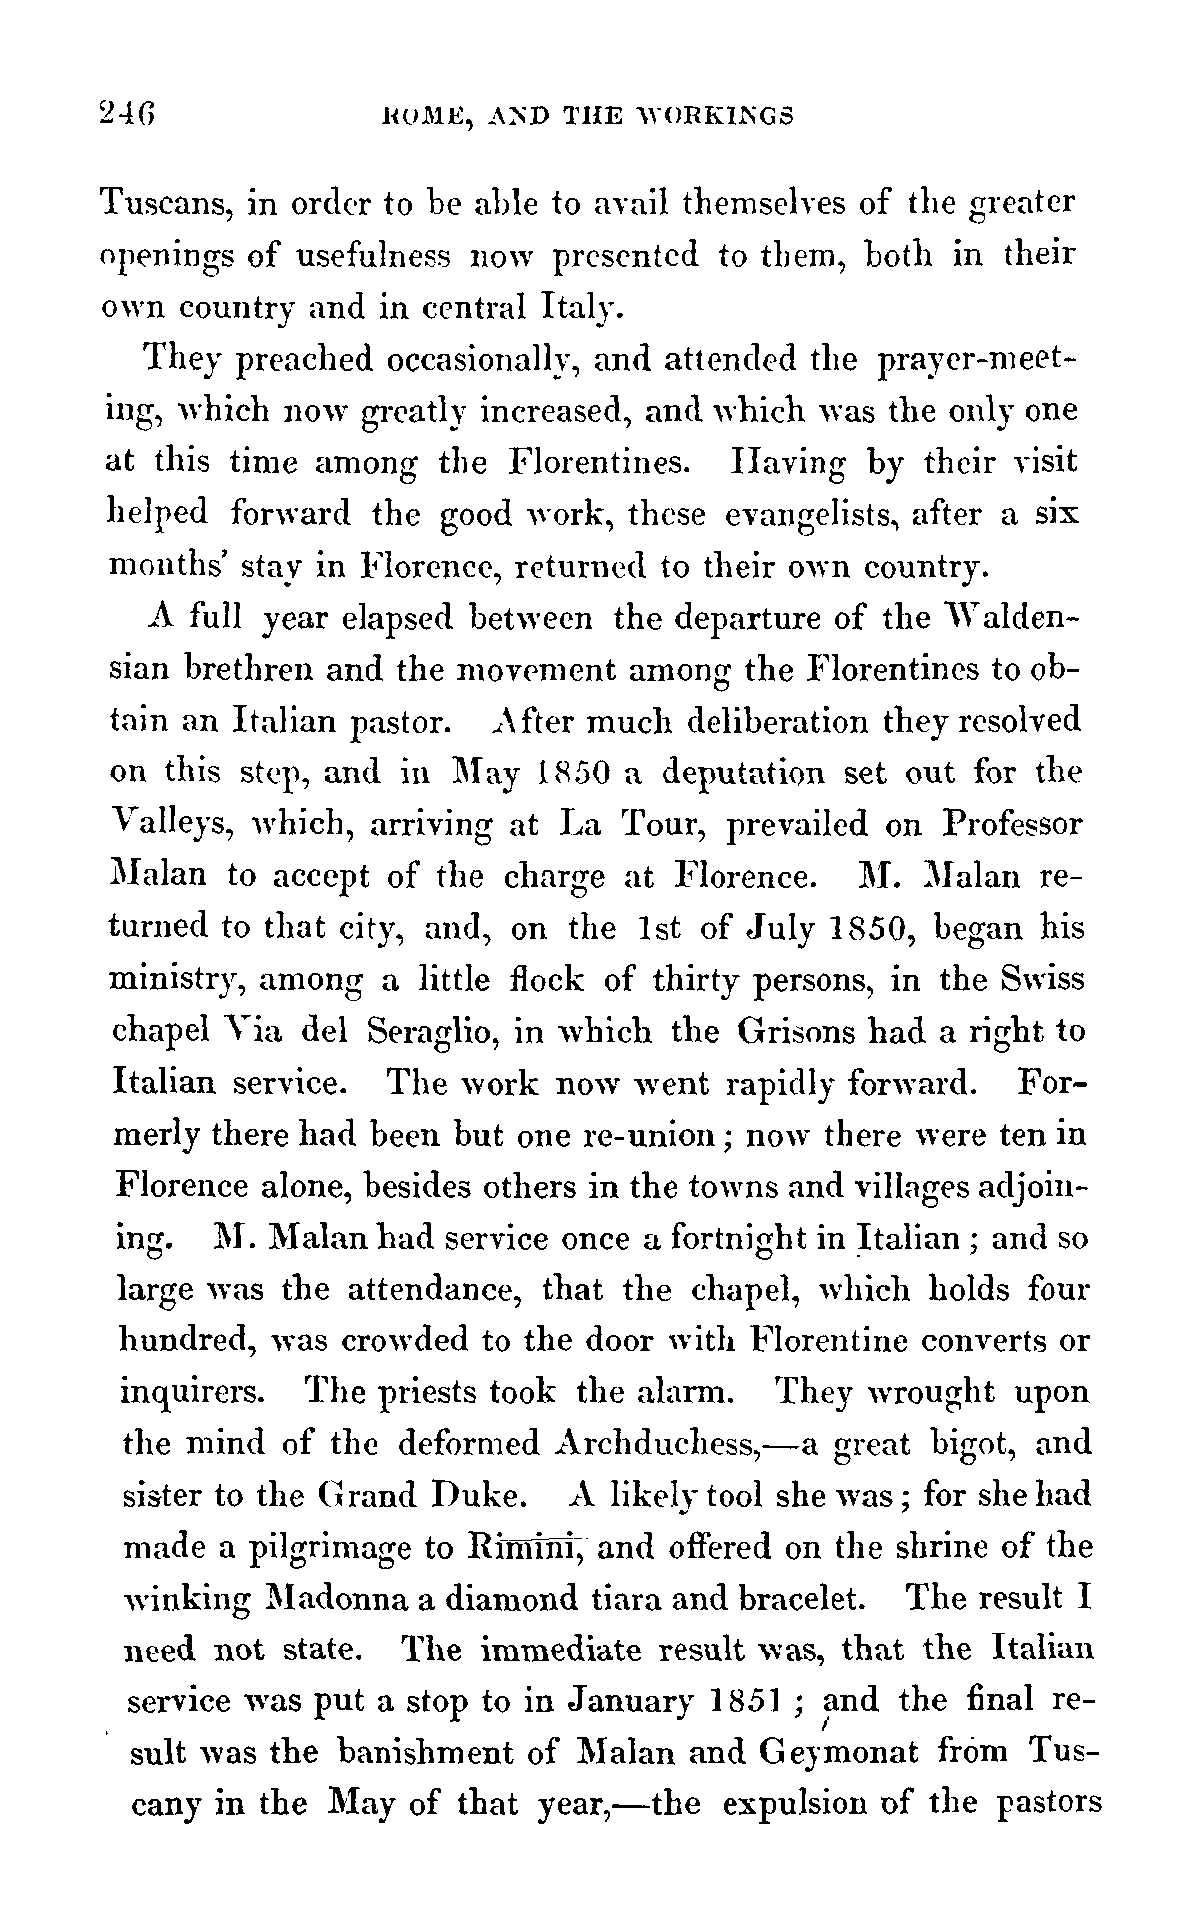 246 ROME, AND THE WORKINGS
Tuscans, in order to be able to avail themselves of the greater
openings of usefulness now presented to them, both in their
own country and in central Italy.
They preached occasionally, and attended the prayer-meet-
ing, which now greatly increased, and which was the only one
at this time among the Florentines. Having by their visit
helped forward the good work, these evangelists, after a six
months' stay in Florence, returned to their own country.
A full year elapsed between the departure of the Walden-
sian brethren and the movement among the Florentines to ob-
tain an Italian pastor. After much deliberation they resolved
on this step, and in May 1850 a deputation set out for the
Valleys, which, arriving at La Tour, prevailed on Professor
Malan to accept of the charge at Florence. M. Malan re-
turned to that city, and, on the 1st of July 1850, began his
ministry, among a little flock of thirty persons, in the Swiss
chapel Via del Seraglio, in which the Grisons had a right to
Italian service. The work now went rapidly forward. For-
merly there had been but one re-union; now there were ten in
Florence alone, besides others in the towns and villages adjoin-
ing. M. Malan had service once a fortnight in Italian; and so
large was the attendance, that the chapel, which holds four
hundred, was crowded to the door with Florentine converts or
inquirers. The priests took the alarm. They wrought upon
the mind of the deformed Archduchess,—a great bigot, and
sister to the Grand Duke. A likely tool she was; for she had
made a pilgrimage to Rimini, and offered on the shrine of the
winking Madonna a diamond tiara and bracelet. The result I
need not state. The immediate result was, that the Italian
service was put a stop to in January 1851; and the final re-
sult was the banishment of Malan and Geymonat from Tus-
cany in the May of that year,—the expulsion of the pastors